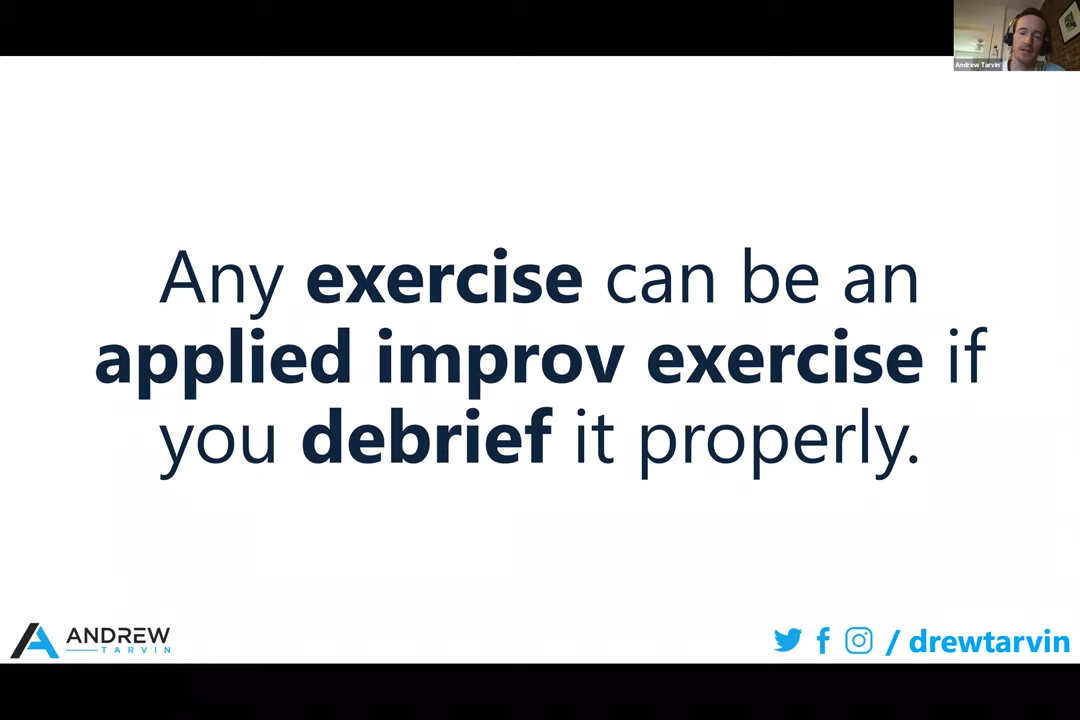 Andrew Tarvin
Any exercise can be an
applied improv exercise if
you debrief it properly.
ANDREW
TARVIN
/ drewtarvin